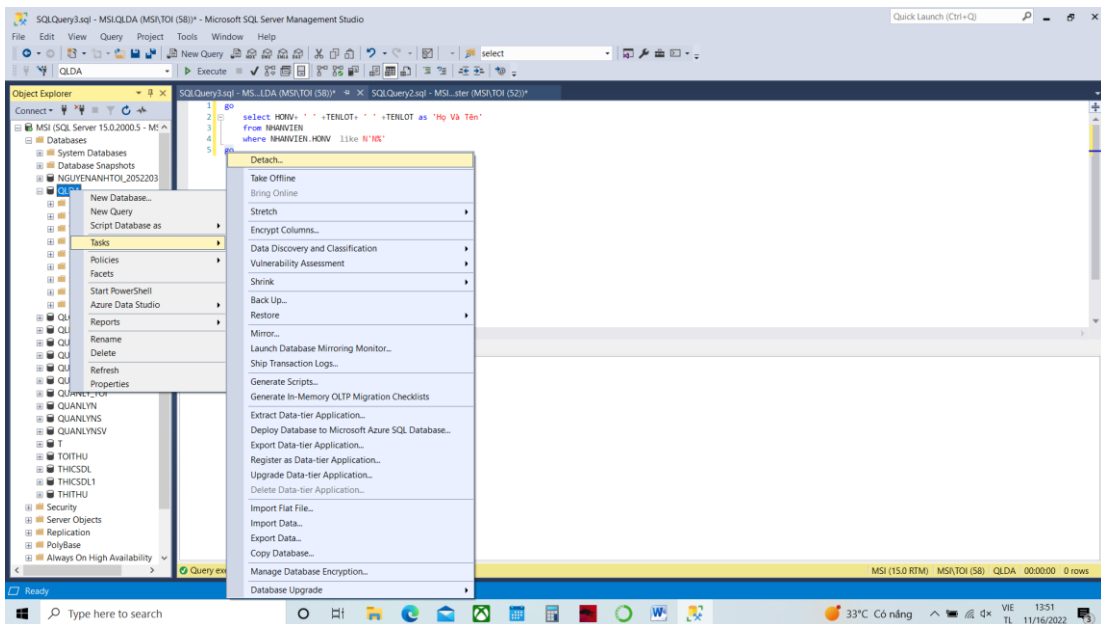 SQLQuery3.sql - MSI.QLDA (MSI\TOI (58))* - Microsoft SQL Server Management Studio
Quick Launch (Ctrl+Q)
File Edit View Query Project Tools Window Help
New Query
select
QLDA
Execute
Object Explorer
SQLQuery3.sql - MS...LDA (MSI\TOI (58))*
SQLQuery2.sql - MSI...ster (MSI\TOI (52))*
Connect
MSI (SQL Server 15.0.2000.5 - MS
Databases
System Databases
Database Snapshots
NGUYENANHTOI_2052203
QUANLYN
QUANLYNS
QUANLYNSV
T
TOITHU
THICSDL
THICSDL1
THITHU
Security
Server Objects
Replication
PolyBase
Always On High Availability
1 go
2 select HONV+ ' ' +TENLOT+ ' ' +TENLOT as 'Họ Và Tên'
3 from NHANVIEN
4 where NHANVIEN.HONV like N'N%'
5 go
New Database...
New Query
Script Database as
Tasks
Policies
Facets
Start PowerShell
Azure Data Studio
Reports
Rename
Delete
Refresh
Properties
Detach...
Take Offline
Bring Online
Stretch
Encrypt Columns...
Data Discovery and Classification
Vulnerability Assessment
Shrink
Back Up...
Restore
Mirror...
Launch Database Mirroring Monitor...
Ship Transaction Logs...
Generate Scripts...
Generate In-Memory OLTP Migration Checklists
Extract Data-tier Application...
Deploy Database to Microsoft Azure SQL Database...
Export Data-tier Application...
Register as Data-tier Application...
Upgrade Data-tier Application...
Delete Data-tier Application...
Import Flat File...
Import Data...
Export Data...
Copy Database...
Manage Database Encryption...
Database Upgrade
Query exe
MSI (15.0 RTM) MSI\TOI (58) QLDA 00:00:00 0 rows
Ready
Type here to search
33°C Có nắng
VIE
TL
13:51
11/16/2022